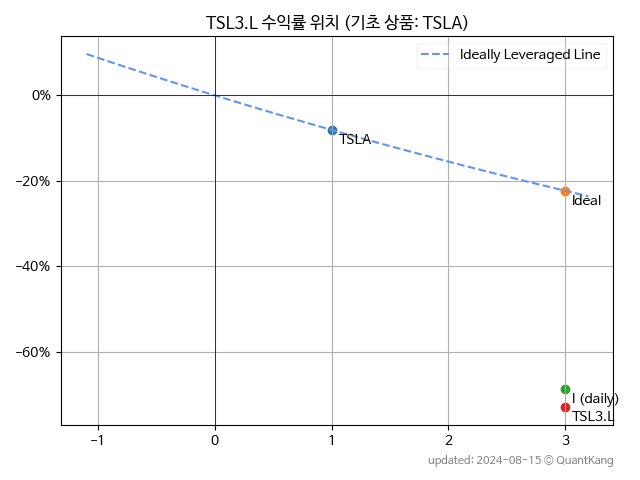 TSL3.L 수익률 위치 (기초 상품: TSLA)
Ideally Leveraged Line
0%
−20%
−40%
−60%
TSLA
Ideal
I (daily)
TSL3.L
−1
0
1
2
3
updated: 2024-08-15 © QuantKang